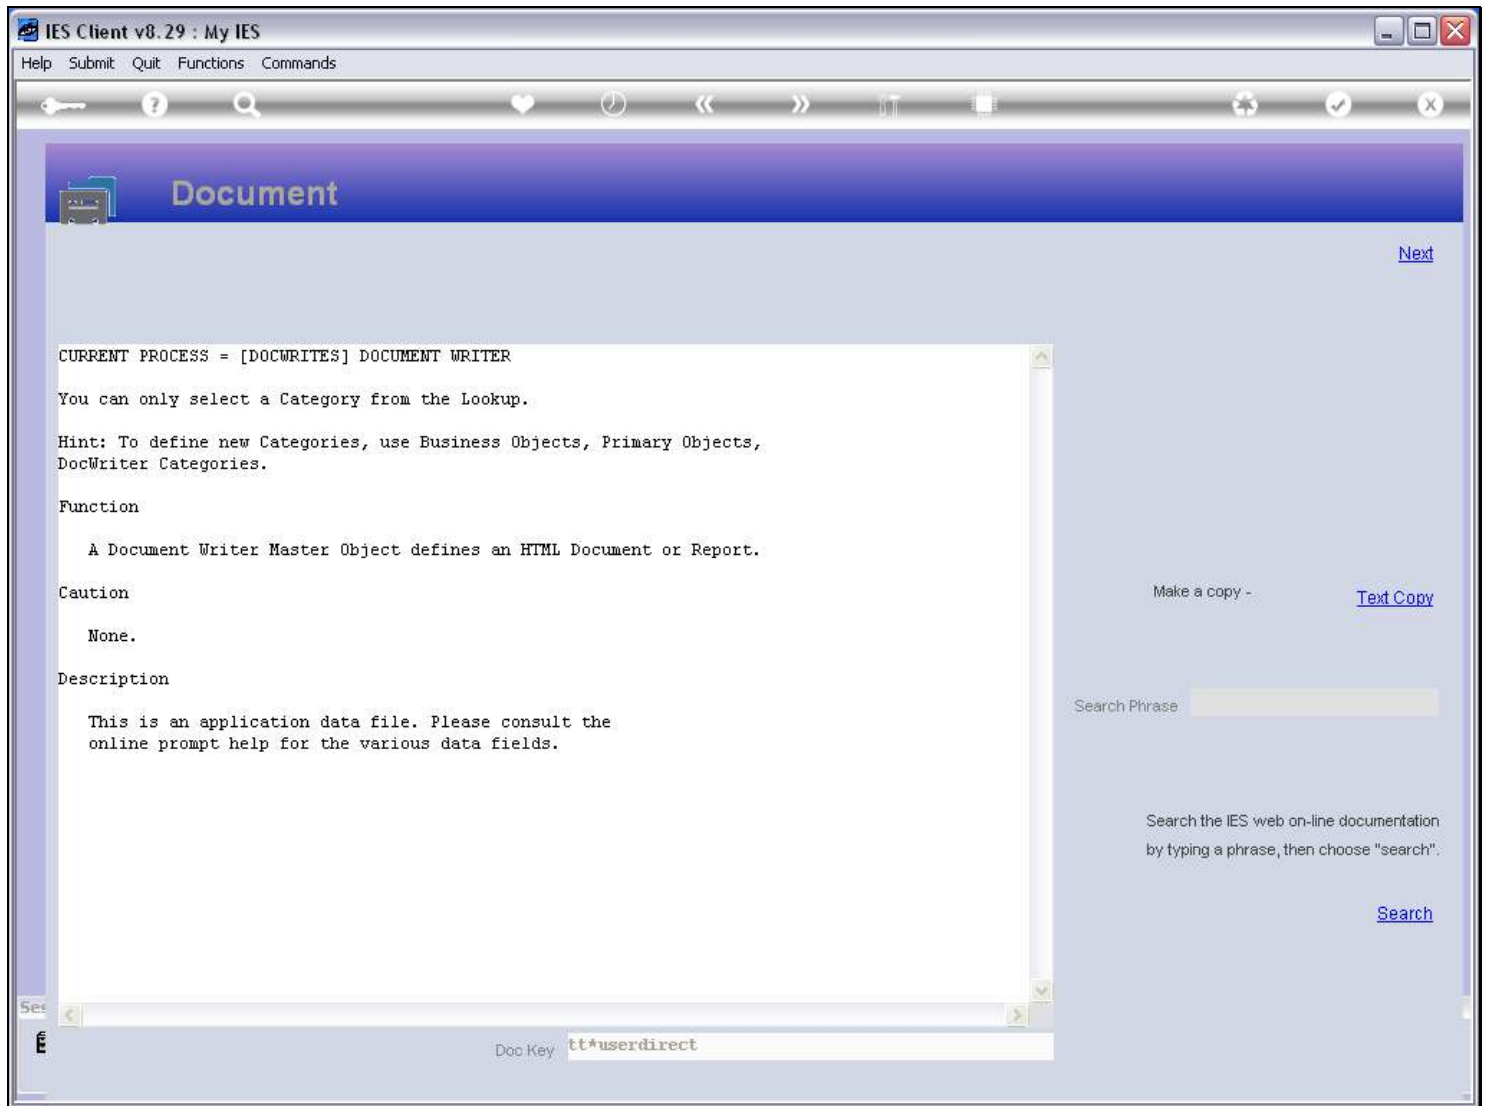 IES Client v8.29 : My IES
Help Submit Quit Functions Commands
Document
Next
CURRENT PROCESS = [DOCWRITES] DOCUMENT WRITER
You can only select a Category from the Lookup.
Hint: To define new Categories, use Business Objects, Primary Objects,
DocWriter Categories.
Function
A Document Writer Master Object defines an HTML Document or Report.
Caution
None.
Description
This is an application data file. Please consult the
online prompt help for the various data fields.
Make a copy -
Text Copy
Search Phrase
Search the IES web on-line documentation
by typing a phrase, then choose "search".
Search
Doc Key tt*userdirect